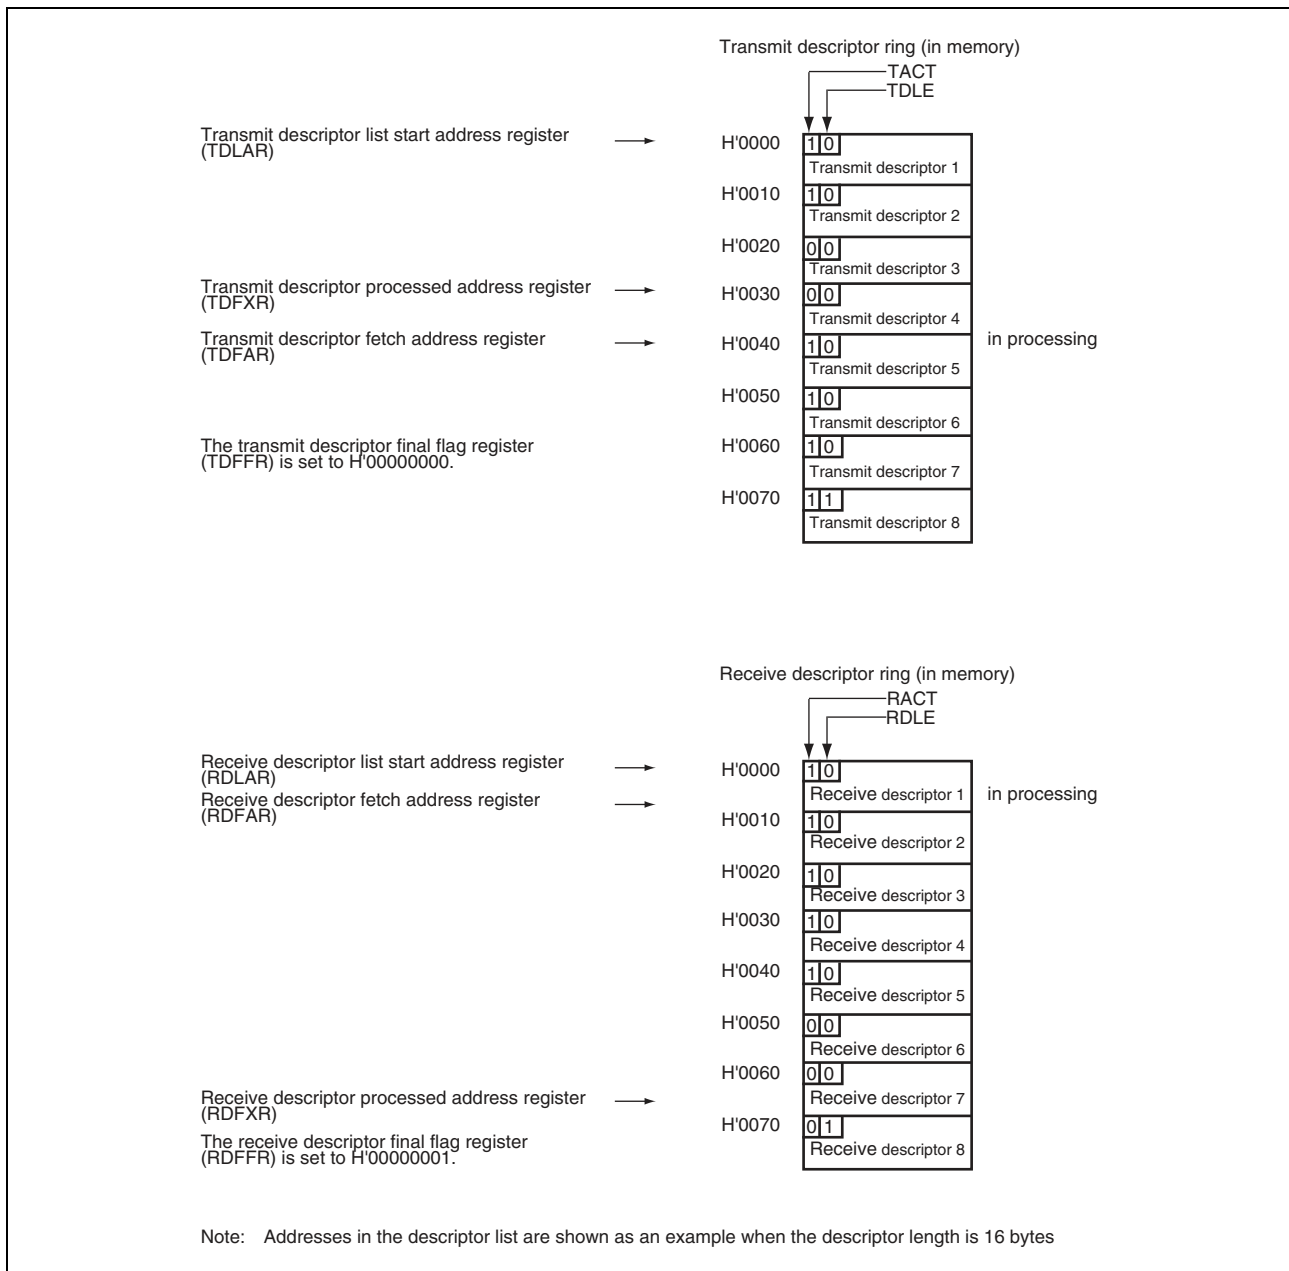 Transmit descriptor ring (in memory)
TACT
TDLE
Transmit descriptor list start address register
(TDLAR)
H'0000
1 0
Transmit descriptor 1
H'0010
1 0
Transmit descriptor 2
H'0020
0 0
Transmit descriptor 3
Transmit descriptor processed address register
(TDFXR)
H'0030
0 0
Transmit descriptor 4
Transmit descriptor fetch address register
(TDFAR)
H'0040
1 0
Transmit descriptor 5
in processing
H'0050
1 0
Transmit descriptor 6
The transmit descriptor final flag register
(TDFFR) is set to H'00000000.
H'0060
1 0
Transmit descriptor 7
H'0070
1 1
Transmit descriptor 8
Receive descriptor ring (in memory)
RACT
RDLE
Receive descriptor list start address register
(RDLAR)
H'0000
1 0
Receive descriptor 1
in processing
Receive descriptor fetch address register
(RDFAR)
H'0010
1 0
Receive descriptor 2
H'0020
1 0
Receive descriptor 3
H'0030
1 0
Receive descriptor 4
H'0040
1 0
Receive descriptor 5
H'0050
0 0
Receive descriptor 6
H'0060
0 0
Receive descriptor 7
Receive descriptor processed address register
(RDFXR)
H'0070
0 1
Receive descriptor 8
The receive descriptor final flag register
(RDFFR) is set to H'00000001.
Note: Addresses in the descriptor list are shown as an example when the descriptor length is 16 bytes